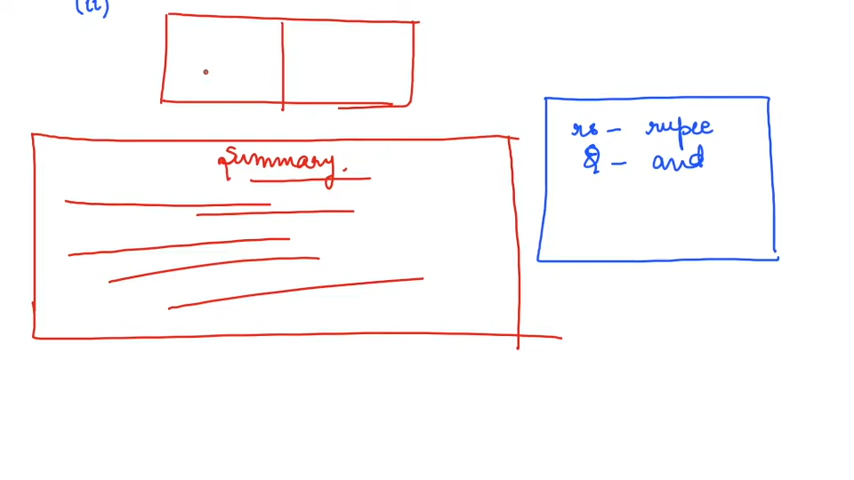 (ii)
Summary.
rs - rupee
& - and